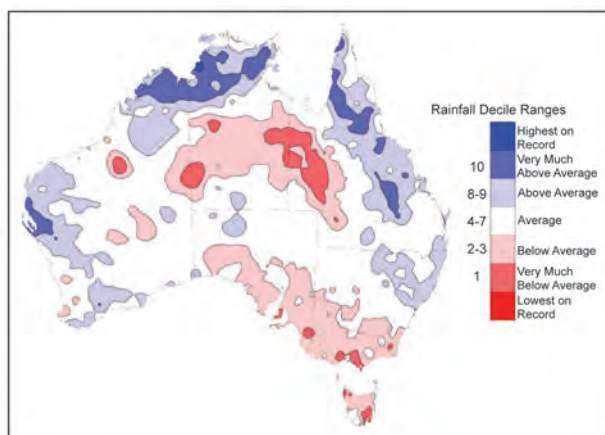 Rainfall Decile Ranges
Highest on
Record
10
Very Much
Above Average
8-9
Above Average
4-7
Average
2-3
Below Average
1
Very Much
Below Average
Lowest on
Record